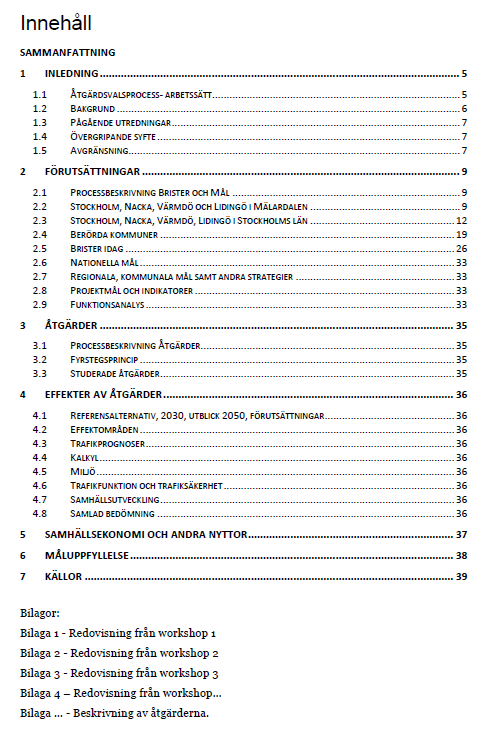 Innehåll
SAMMANFATTNING
1 INLEDNING 5
1.1 ÅTGÄRDSVALSPROCESS- ARBETSSÄTT 5
1.2 BAKGRUND 6
1.3 PÅGÅENDE UTREDNINGAR 7
1.4 ÖVERGRIPANDE SYFTE 7
1.5 AVGRÄNSNING 7
2 FÖRUTSÄTTNINGAR 9
2.1 PROCESSBESKRIVNING BRISTER OCH MÅL 9
2.2 STOCKHOLM, NACKA, VÄRMDÖ OCH LIDINGÖ I MÄLARDALEN 9
2.3 STOCKHOLM, NACKA, VÄRMDÖ, LIDINGÖ I STOCKHOLMS LÄN 12
2.4 BERÖRDA KOMMUNER 19
2.5 BRISTER IDAG 26
2.6 NATIONELLA MÅL 33
2.7 REGIONALA, KOMMUNALA MÅL SAMT ANDRA STRATEGIER 33
2.8 PROJEKTMÅL OCH INDIKATORER 33
2.9 FUNKTIONSANALYS 33
3 ÅTGÄRDER 35
3.1 PROCESSBESKRIVNING ÅTGÄRDER 35
3.2 FYRSTEGSPRINCIP 35
3.3 STUDERADE ÅTGÄRDER 35
4 EFFEKTER AV ÅTGÄRDER 36
4.1 REFERENSALTERNATIV, 2030, UTBLICK 2050, FÖRUTSÄTTNINGAR 36
4.2 EFFEKTOMRÅDEN 36
4.3 TRAFIKPROGNOSER 36
4.4 KALKYL 36
4.5 MILJÖ 36
4.6 TRAFIKFUNKTION OCH TRAFIKSÄKERHET 36
4.7 SAMHÄLLSUTVECKLING 36
4.8 SAMLAD BEDÖMNING 36
5 SAMHÄLLSEKONOMI OCH ANDRA NYTTOR 37
6 MÅLUPPFYLLELSE 38
7 KÄLLOR 39
Bilagor:
Bilaga 1 - Redovisning från workshop 1
Bilaga 2 - Redovisning från workshop 2
Bilaga 3 - Redovisning från workshop 3
Bilaga 4 – Redovisning från workshop...
Bilaga ... - Beskrivning av åtgärderna.